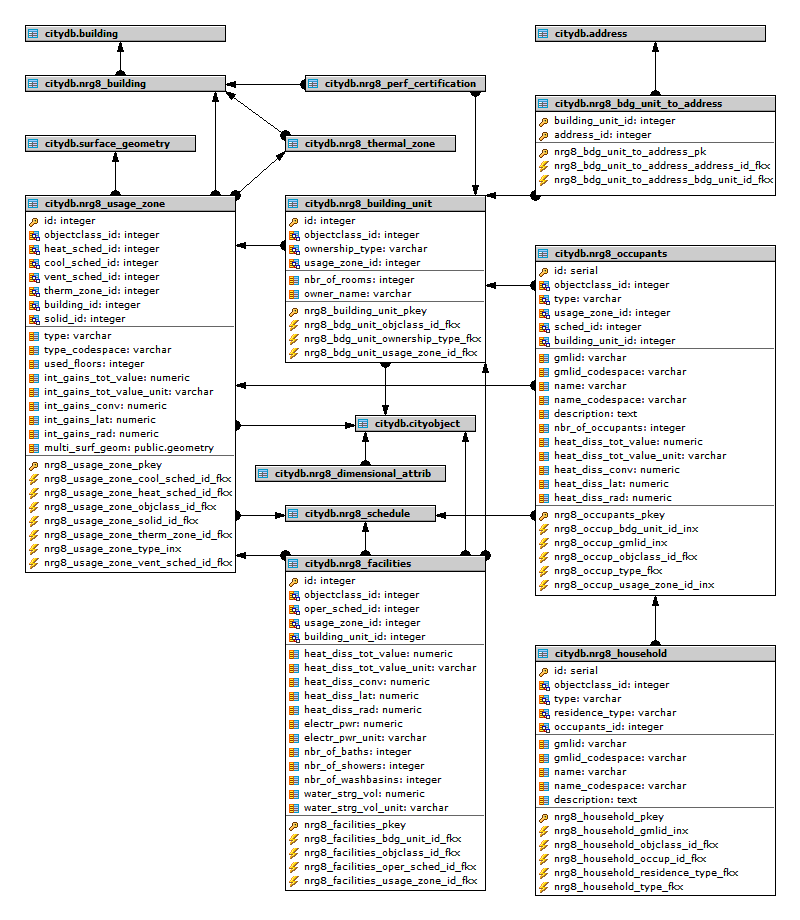 citydb.building
citydb.address
citydb.nrg8_building
citydb.nrg8_perf_certification
citydb.nrg8_bdg_unit_to_address
building_unit_id: integer
address_id: integer
nrg8_bdg_unit_to_address_pk
nrg8_bdg_unit_to_address_address_id_fkx
nrg8_bdg_unit_to_address_bdg_unit_id_fkx
citydb.surface_geometry
citydb.nrg8_thermal_zone
citydb.nrg8_usage_zone
id: integer
objectclass_id: integer
heat_sched_id: integer
cool_sched_id: integer
vent_sched_id: integer
therm_zone_id: integer
building_id: integer
solid_id: integer
type: varchar
type_codespace: varchar
used_floors: integer
int_gains_tot_value: numeric
int_gains_tot_value_unit: varchar
int_gains_conv: numeric
int_gains_lat: numeric
int_gains_rad: numeric
multi_surf_geom: public.geometry
nrg8_usage_zone_pkey
nrg8_usage_zone_cool_sched_id_fkx
nrg8_usage_zone_heat_sched_id_fkx
nrg8_usage_zone_objclass_id_fkx
nrg8_usage_zone_solid_id_fkx
nrg8_usage_zone_therm_zone_id_fkx
nrg8_usage_zone_type_inx
nrg8_usage_zone_vent_sched_id_fkx
citydb.nrg8_building_unit
id: integer
objectclass_id: integer
ownership_type: varchar
usage_zone_id: integer
nbr_of_rooms: integer
owner_name: varchar
nrg8_building_unit_pkey
nrg8_bdg_unit_objclass_id_fkx
nrg8_bdg_unit_ownership_type_fkx
nrg8_bdg_unit_usage_zone_id_fkx
citydb.cityobject
citydb.nrg8_dimensional_attrib
citydb.nrg8_schedule
citydb.nrg8_facilities
id: integer
objectclass_id: integer
oper_sched_id: integer
usage_zone_id: integer
building_unit_id: integer
heat_diss_tot_value: numeric
heat_diss_tot_value_unit: varchar
heat_diss_conv: numeric
heat_diss_lat: numeric
heat_diss_rad: numeric
electr_pwr: numeric
electr_pwr_unit: varchar
nbr_of_baths: integer
nbr_of_showers: integer
nbr_of_washbasins: integer
water_strg_vol: numeric
water_strg_vol_unit: varchar
nrg8_facilities_pkey
nrg8_facilities_bdg_unit_id_fkx
nrg8_facilities_objclass_id_fkx
nrg8_facilities_oper_sched_id_fkx
nrg8_facilities_usage_zone_id_fkx
citydb.nrg8_occupants
id: serial
objectclass_id: integer
type: varchar
usage_zone_id: integer
sched_id: integer
building_unit_id: integer
gmlid: varchar
gmlid_codespace: varchar
name: varchar
name_codespace: varchar
description: text
nbr_of_occupants: integer
heat_diss_tot_value: numeric
heat_diss_tot_value_unit: varchar
heat_diss_conv: numeric
heat_diss_lat: numeric
heat_diss_rad: numeric
nrg8_occupants_pkey
nrg8_occup_bdg_unit_id_inx
nrg8_occup_gmlid_inx
nrg8_occup_objclass_id_fkx
nrg8_occup_type_fkx
nrg8_occup_usage_zone_id_inx
citydb.nrg8_household
id: serial
objectclass_id: integer
type: varchar
residence_type: varchar
occupants_id: integer
gmlid: varchar
gmlid_codespace: varchar
name: varchar
name_codespace: varchar
description: text
nrg8_household_pkey
nrg8_household_gmlid_inx
nrg8_household_objclass_id_fkx
nrg8_household_occup_id_fkx
nrg8_household_residence_type_fkx
nrg8_household_type_fkx